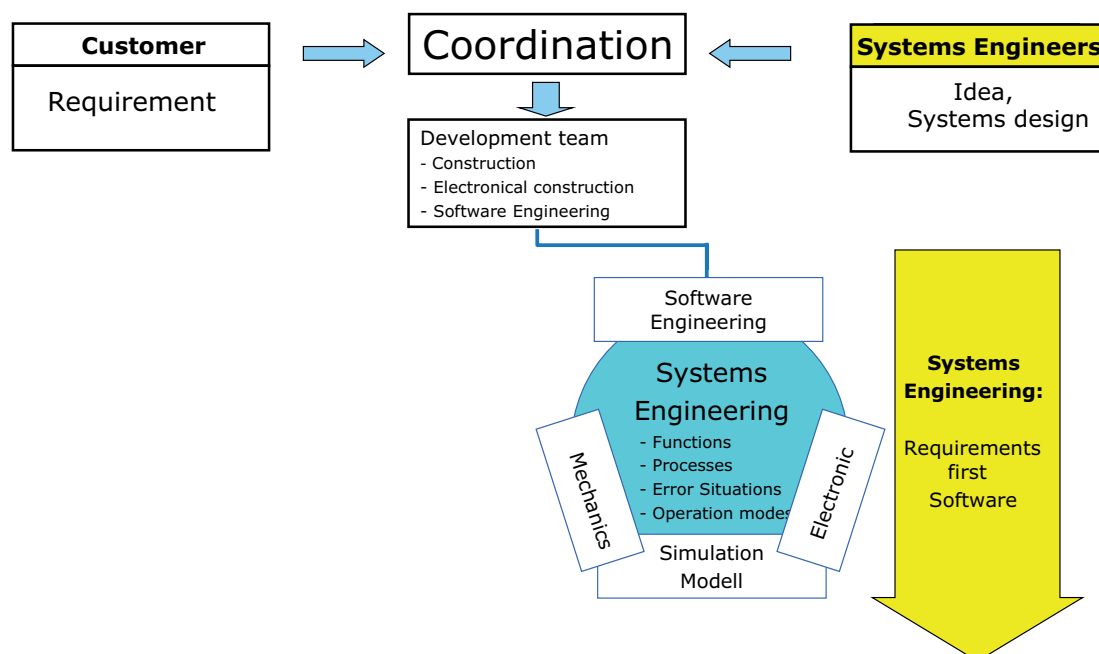 Customer
Requirement
Coordination
Systems Engineers
Idea,
Systems design
Development team
- Construction
- Electronical construction
- Software Engineering
Software
Engineering
Systems
Engineering
- Functions
- Processes
- Error Situations
- Operation modes
Mechanics
Electronic
Simulation
Modell
Systems
Engineering:
Requirements
first
Software